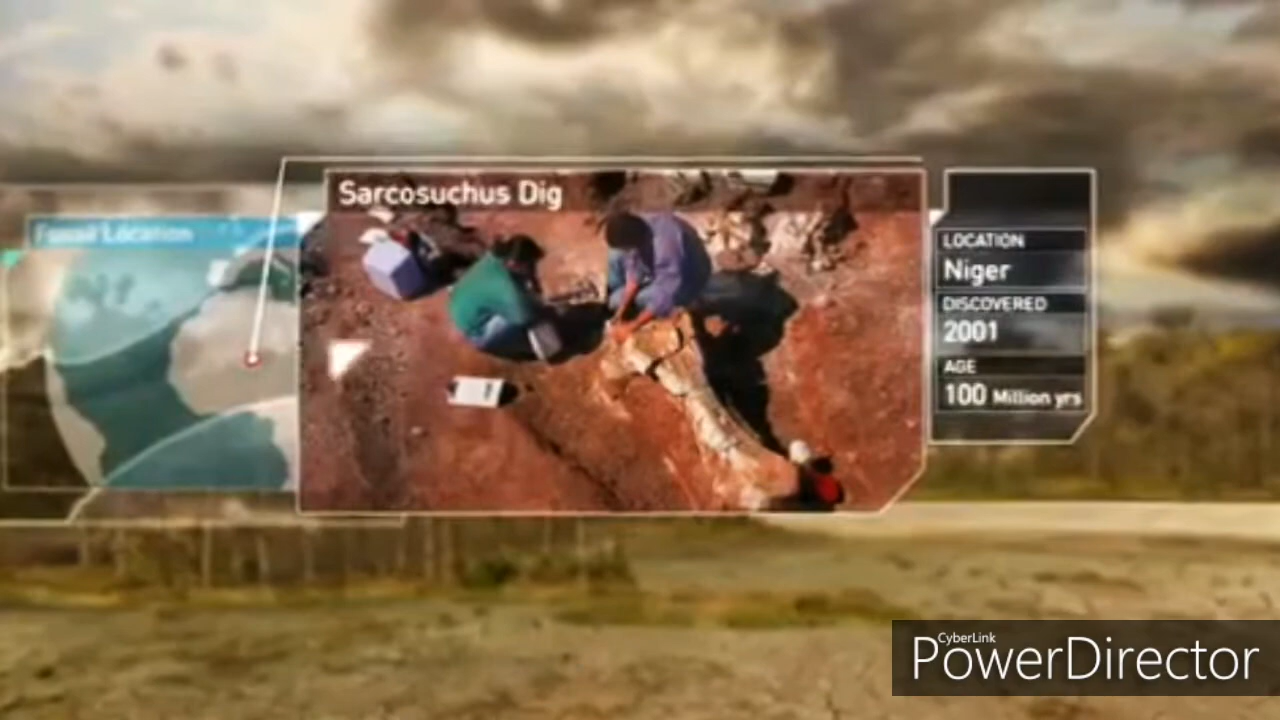 Sarcosuchus Dig
Fossil Location
LOCATION
Niger
DISCOVERED
2001
AGE
100 Million yrs
CyberLink
PowerDirector